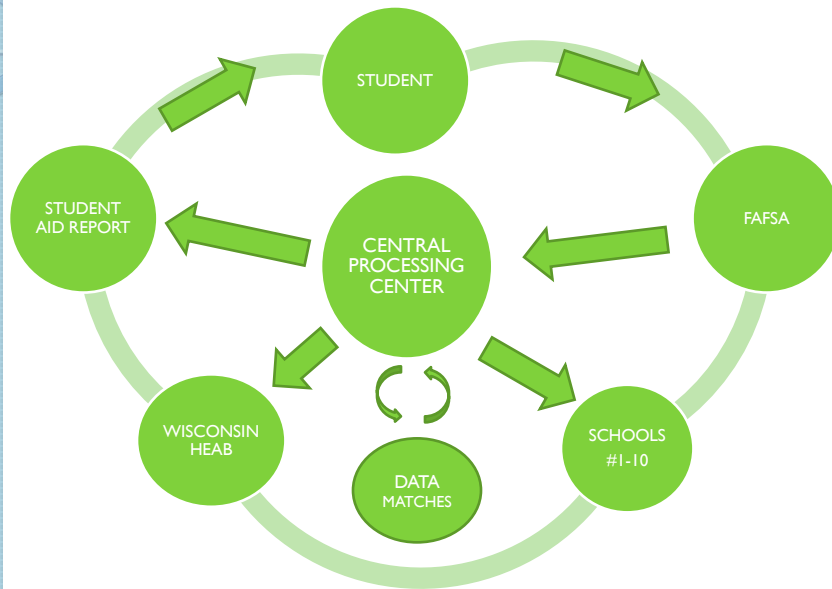 STUDENT
STUDENT
AID REPORT
FAFSA
CENTRAL
PROCESSING
CENTER
WISCONSIN
HEAB
SCHOOLS
#1-10
DATA
MATCHES